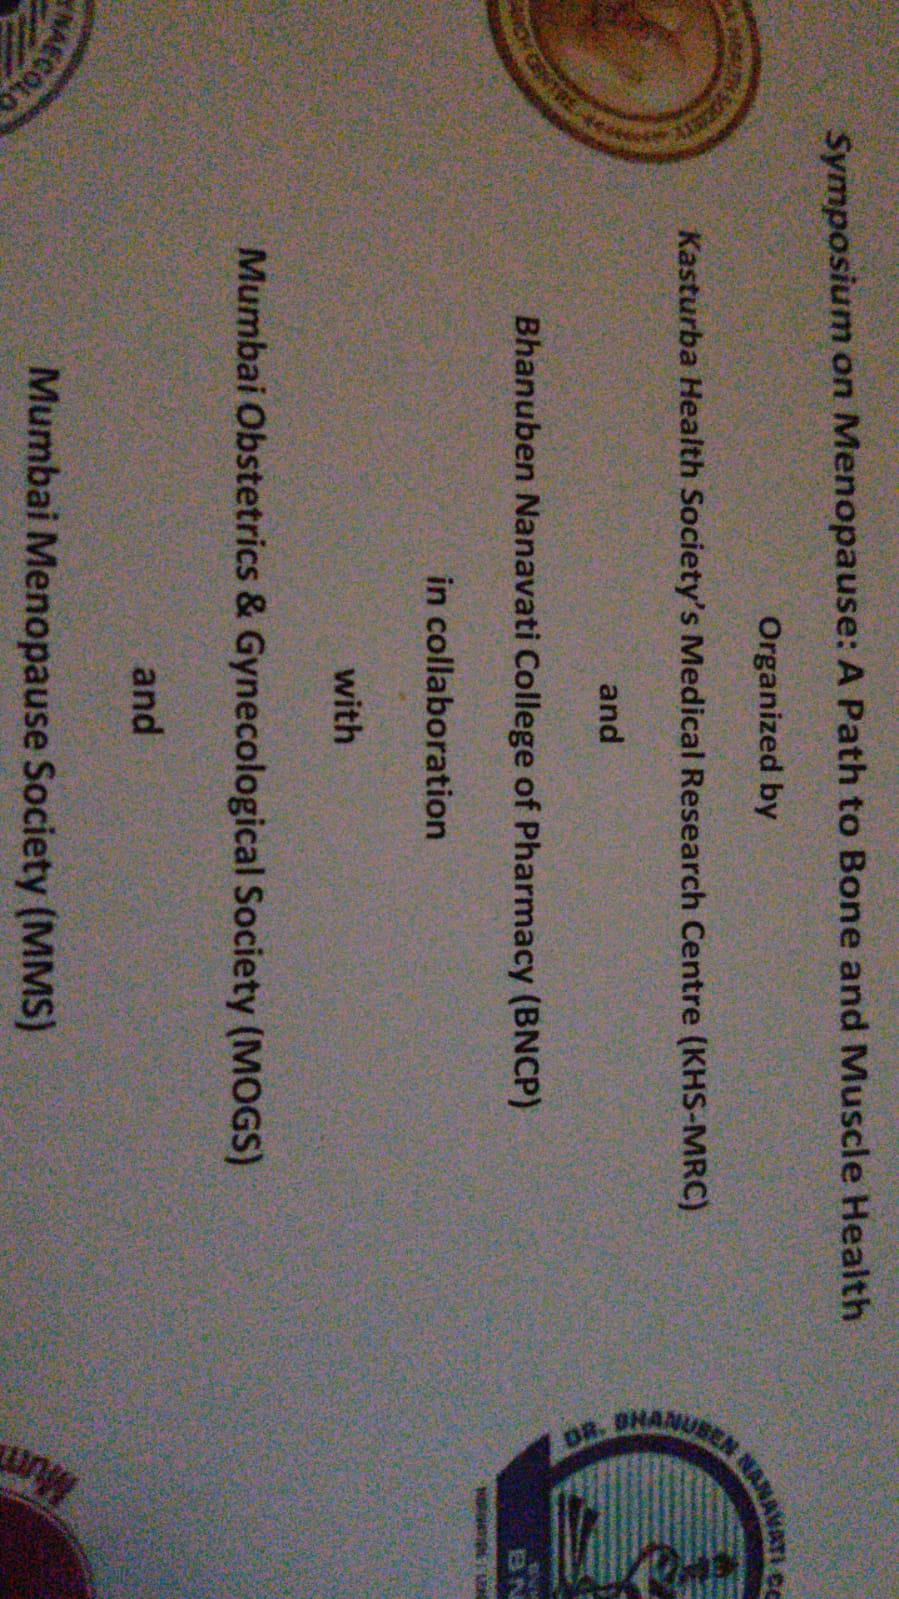 Symposium on Menopause: A Path to Bone and Muscle Health
Organized by
Kasturba Health Society's Medical Research Centre (KHS-MRC)
and
Bhanuben Nanavati College of Pharmacy (BNCP)
in collaboration
with
Mumbai Obstetrics & Gynecological Society (MOGS)
and
Mumbai Menopause Society (MMS)
DR. BHANUBEN NANAVATI CO
BN
YNAECOLO
Mum